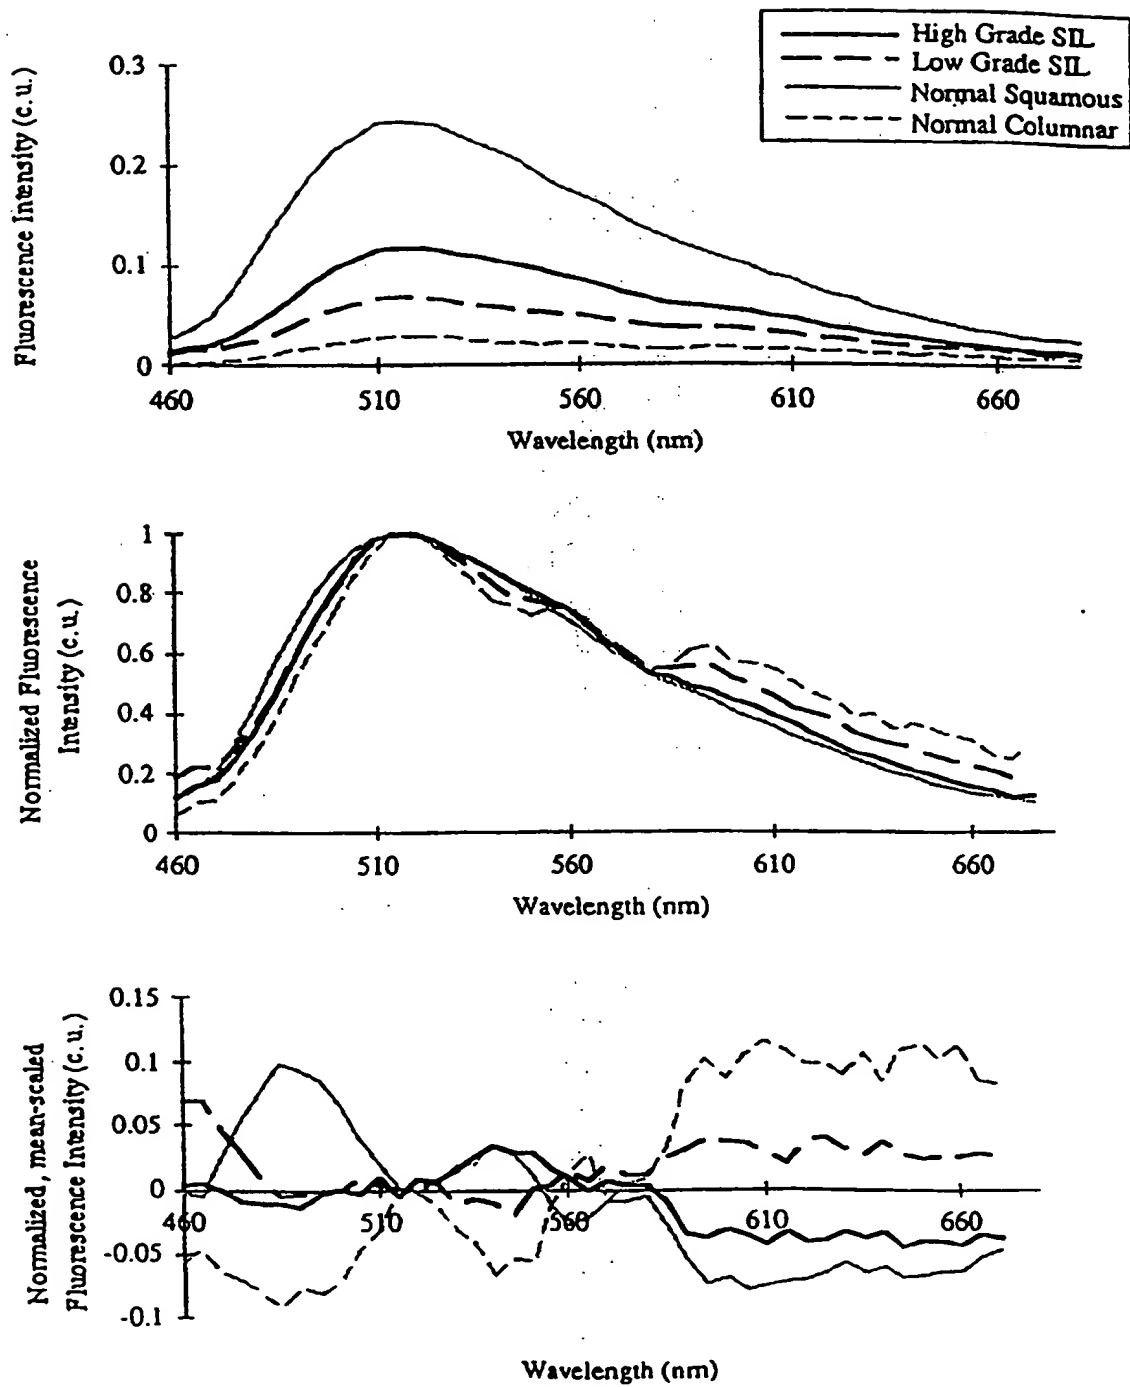 High Grade SIL
Low Grade SIL
Normal Squamous
Normal Columnar
Fluorescence Intensity (c.u.)
0.3
0.2
0.1
0
460 510 560 610 660
Wavelength (nm)
Normalized Fluorescence
Intensity (c.u.)
1
0.8
0.6
0.4
0.2
0
460 510 560 610 660
Wavelength (nm)
Normalized, mean-scaled
Fluorescence Intensity (c.u.)
0.15
0.1
0.05
0
-0.05
-0.1
460 510 560 610 660
Wavelength (nm)